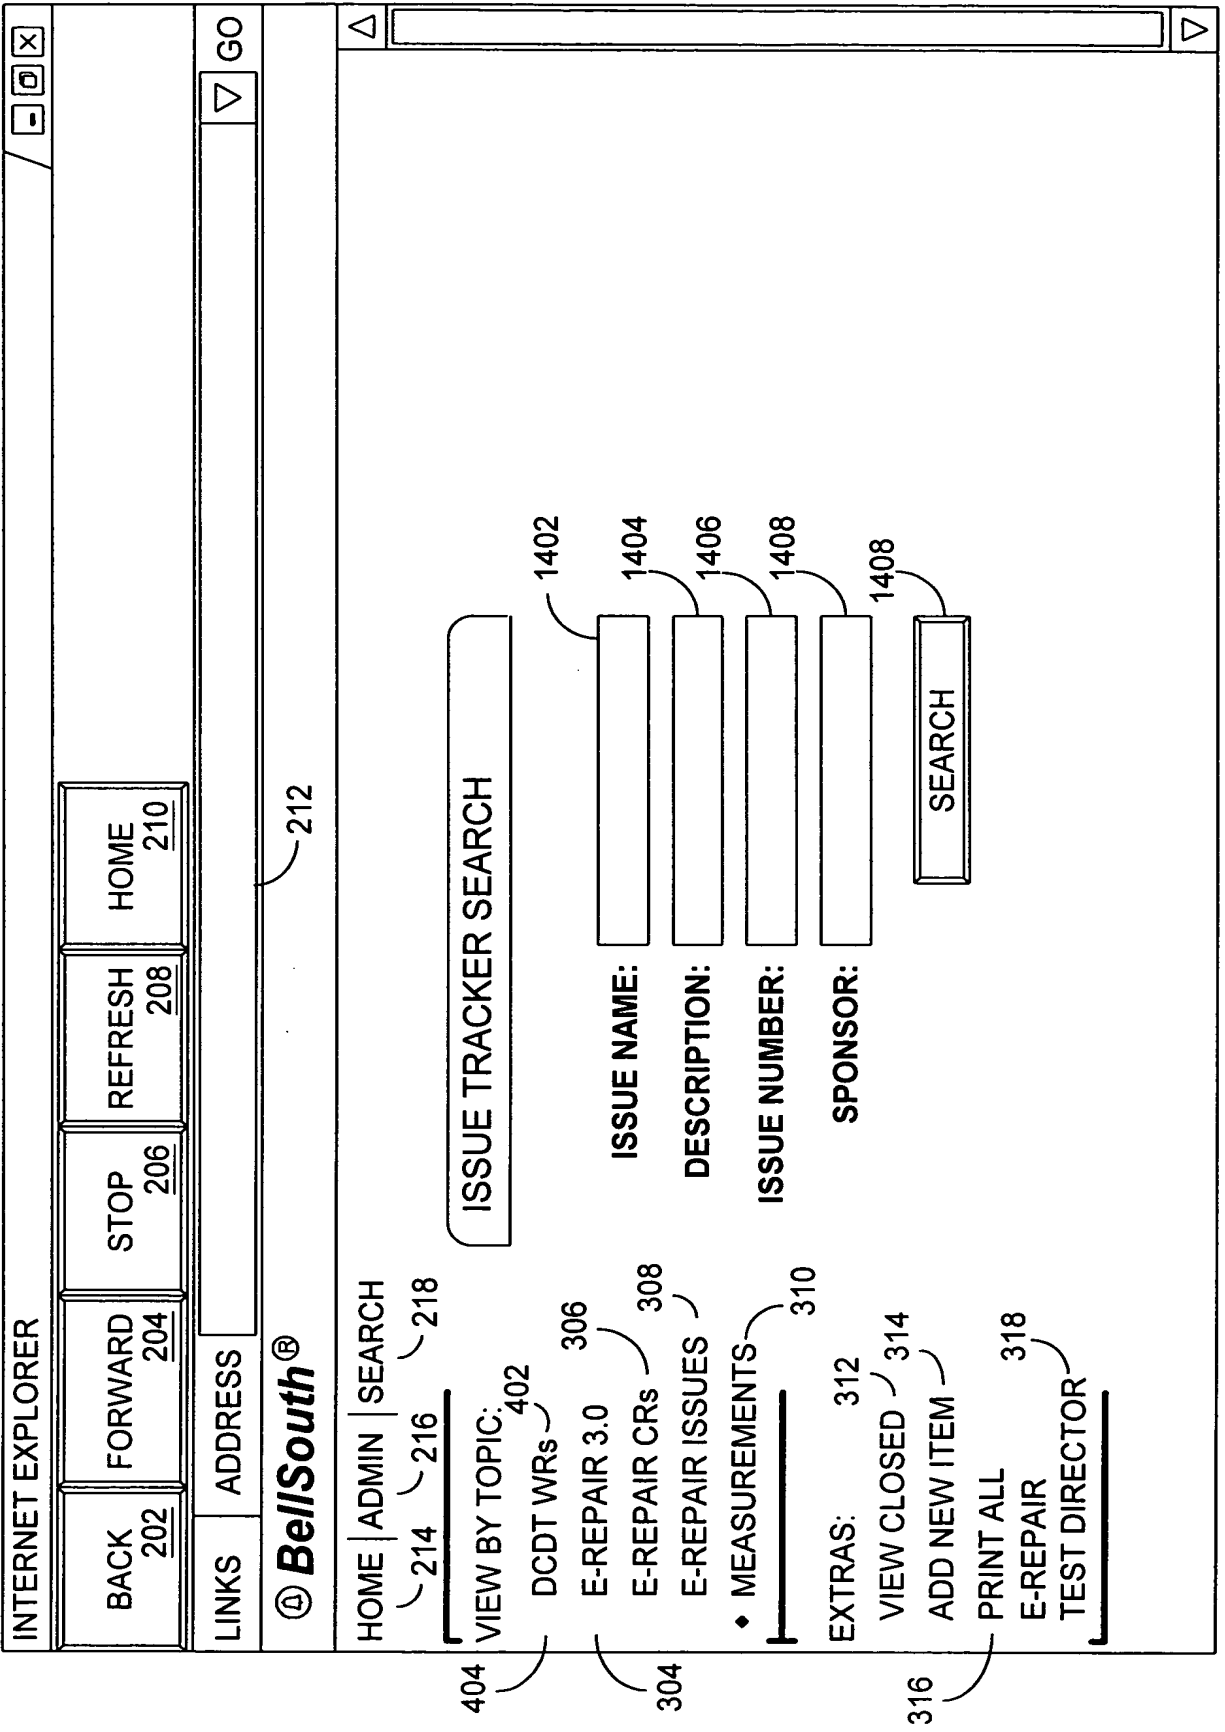 INTERNET EXPLORER
BACK FORWARD STOP REFRESH HOME
202 204 206 208 210
LINKS ADDRESS GO
212
BellSouth®
HOME | ADMIN | SEARCH
214 216 218
VIEW BY TOPIC:
404 DCDT WRs 402
304 E-REPAIR 3.0
E-REPAIR CRs 306
E-REPAIR ISSUES 308
• MEASUREMENTS 310
EXTRAS:
VIEW CLOSED 312
ADD NEW ITEM 314
316 PRINT ALL
E-REPAIR
TEST DIRECTOR 318
ISSUE TRACKER SEARCH
ISSUE NAME: 1402
DESCRIPTION: 1404
ISSUE NUMBER: 1406
SPONSOR: 1408
SEARCH 1408